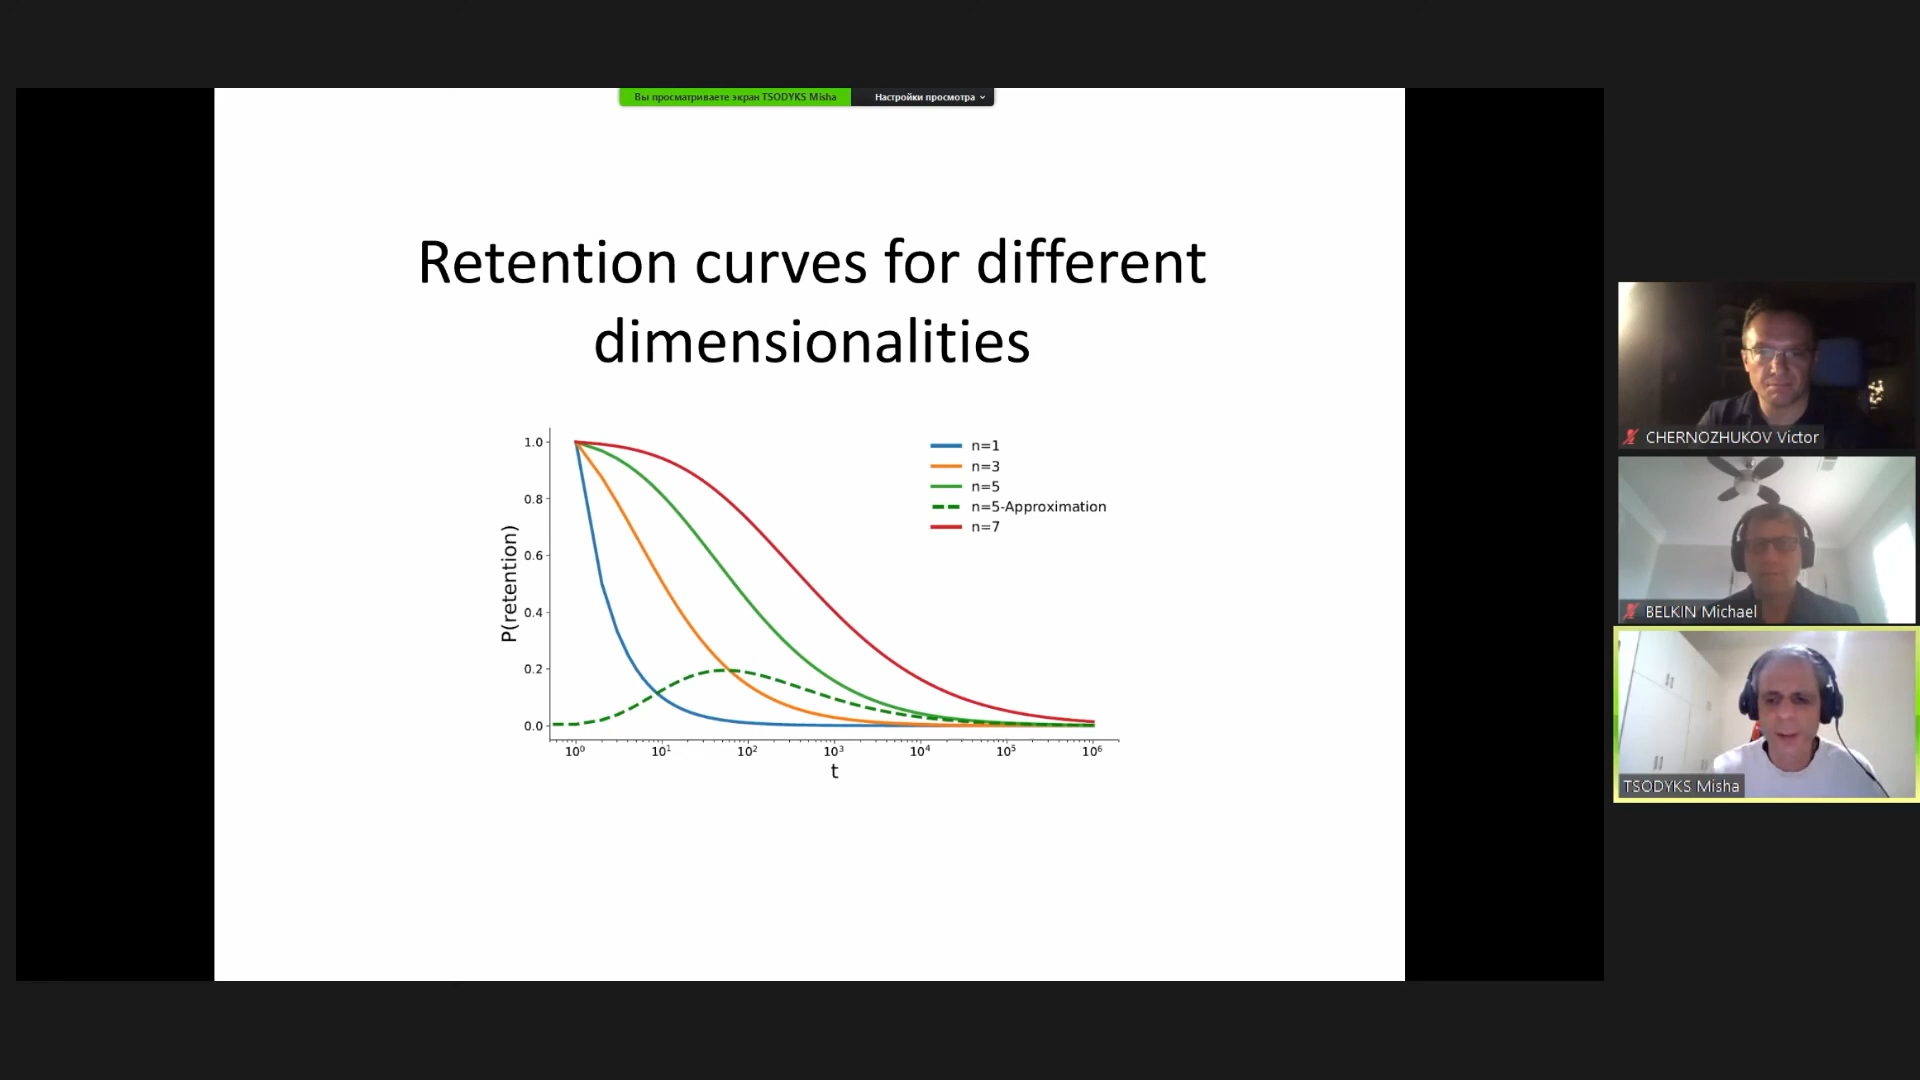 Вы просматриваете экран TSODYKS Misha
Настройки просмотра
Retention curves for different
dimensionalities
1.0
0.8
0.6
0.4
0.2
0.0
P(retention)
10⁰ 10¹ 10² 10³ 10⁴ 10⁵ 10⁶
t
n=1
n=3
n=5
n=5-Approximation
n=7
CHERNOZHUKOV Victor
BELKIN Michael
TSODYKS Misha